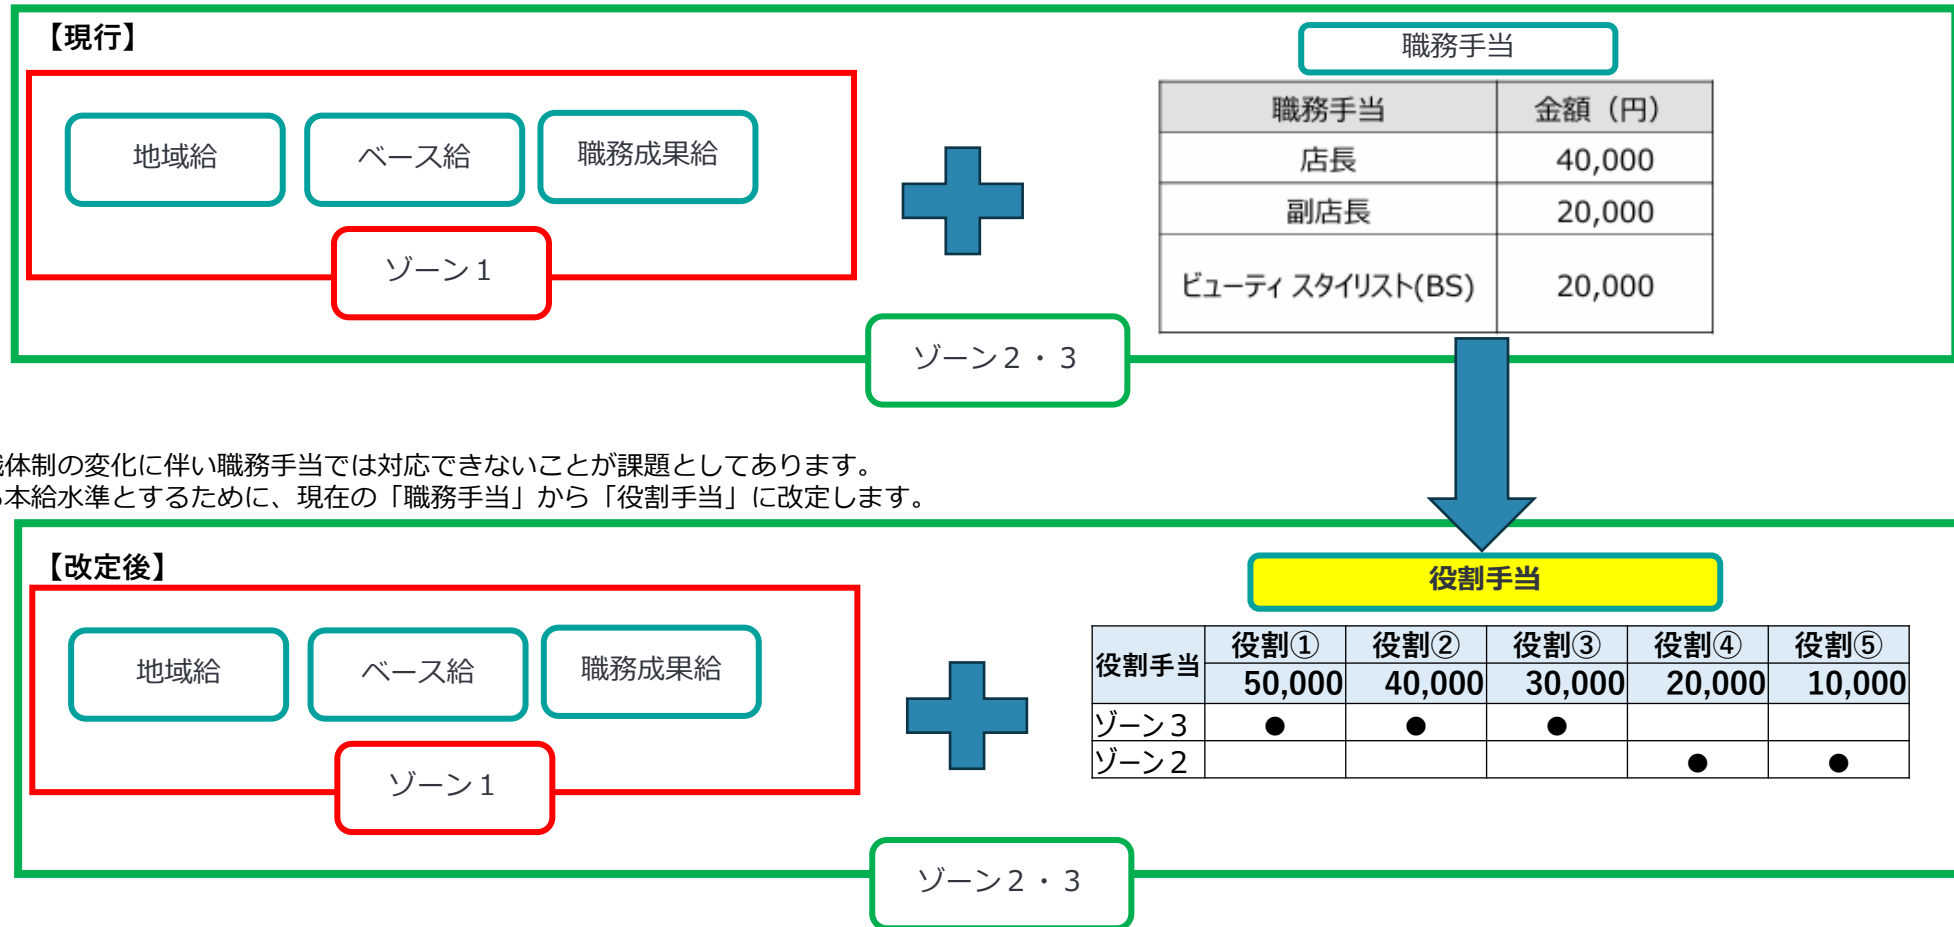 【現行】
職務手当
地域給 ベース給 職務成果給
ゾーン１
職務手当 金額（円）
店長 40,000
副店長 20,000
ビューティ スタイリスト(BS) 20,000
ゾーン２・３
体制の変化に伴い職務手当では対応できないことが課題としてあります。
本給水準とするために、現在の「職務手当」から「役割手当」に改定します。
【改定後】
役割手当
地域給 ベース給 職務成果給
ゾーン１
役割手当 役割① 役割② 役割③ 役割④ 役割⑤
50,000 40,000 30,000 20,000 10,000
ゾーン３ ● ● ●
ゾーン２ ● ●
ゾーン２・３